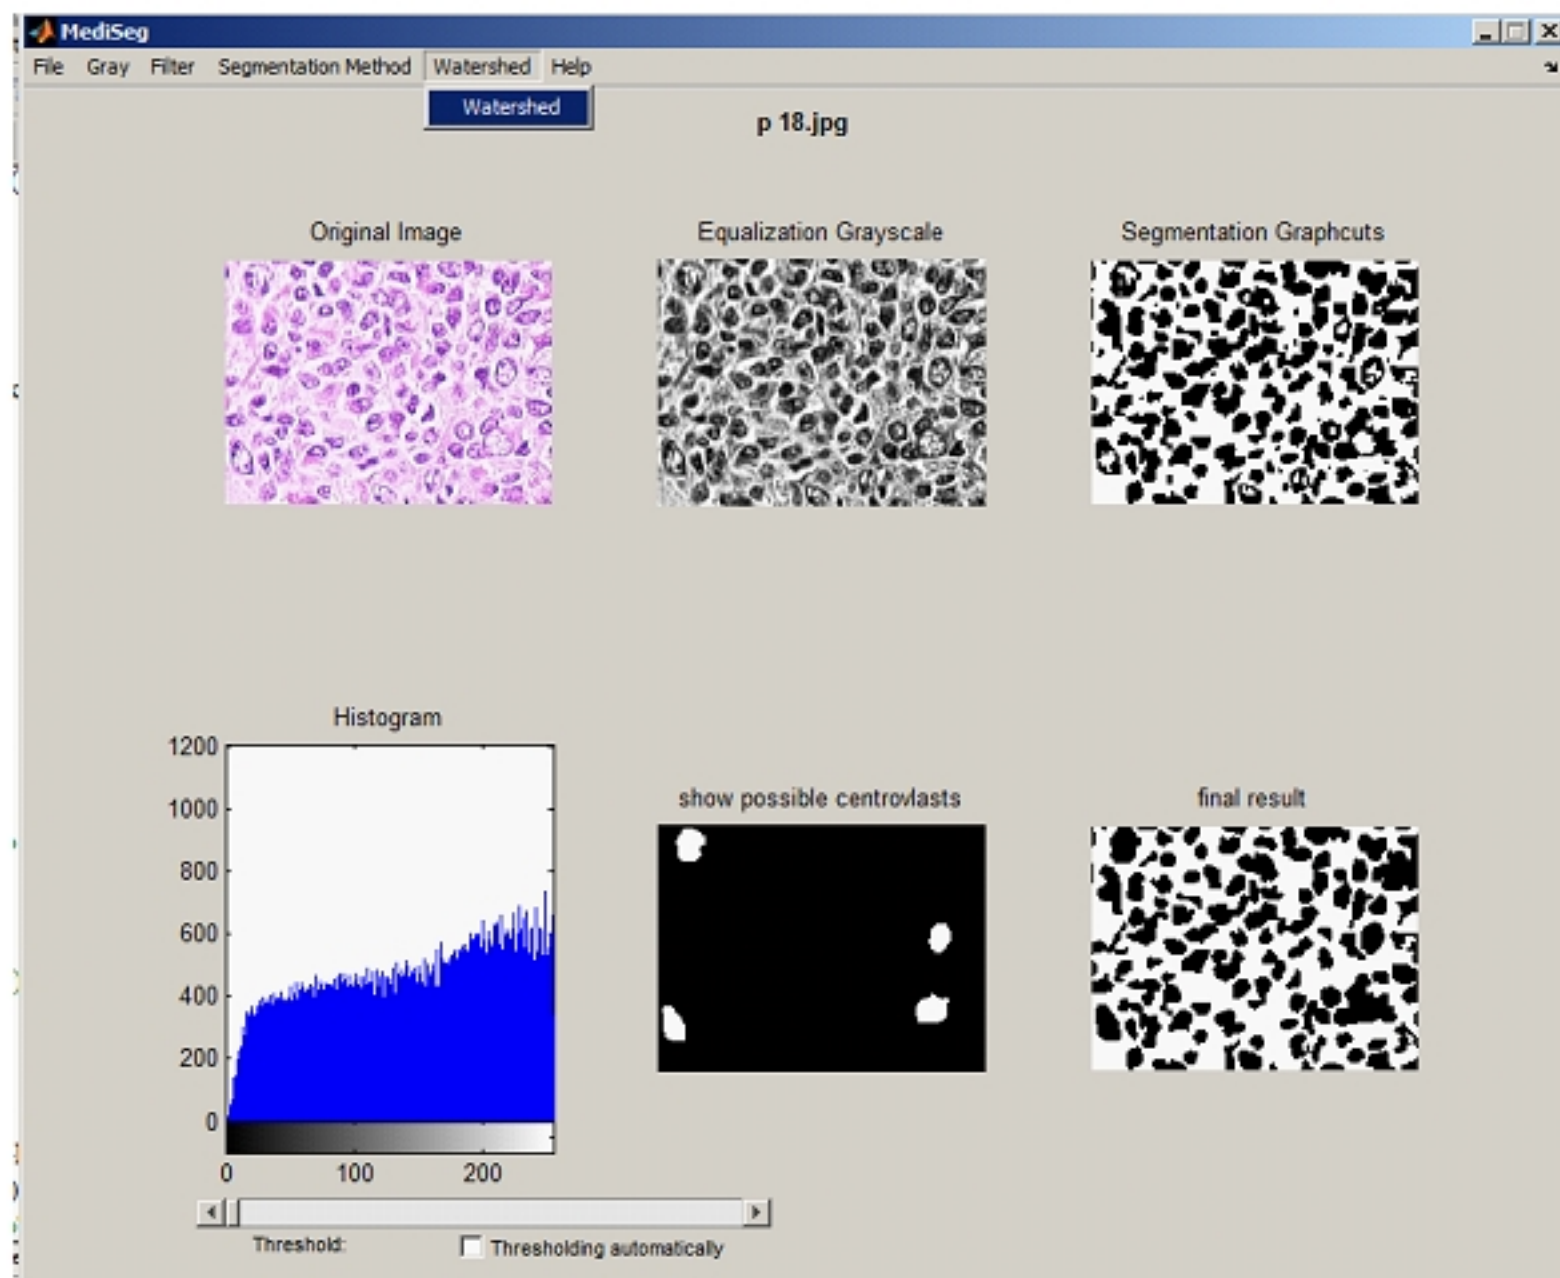 MediSeg
File Gray Filter Segmentation Method Watershed Help
Watershed
p 18.jpg
Original Image
Equalization Grayscale
Segmentation Graphcuts
Histogram
1200
1000
800
600
400
200
0
0 100 200
show possible centrovlasts
final result
Threshold:
Thresholding automatically